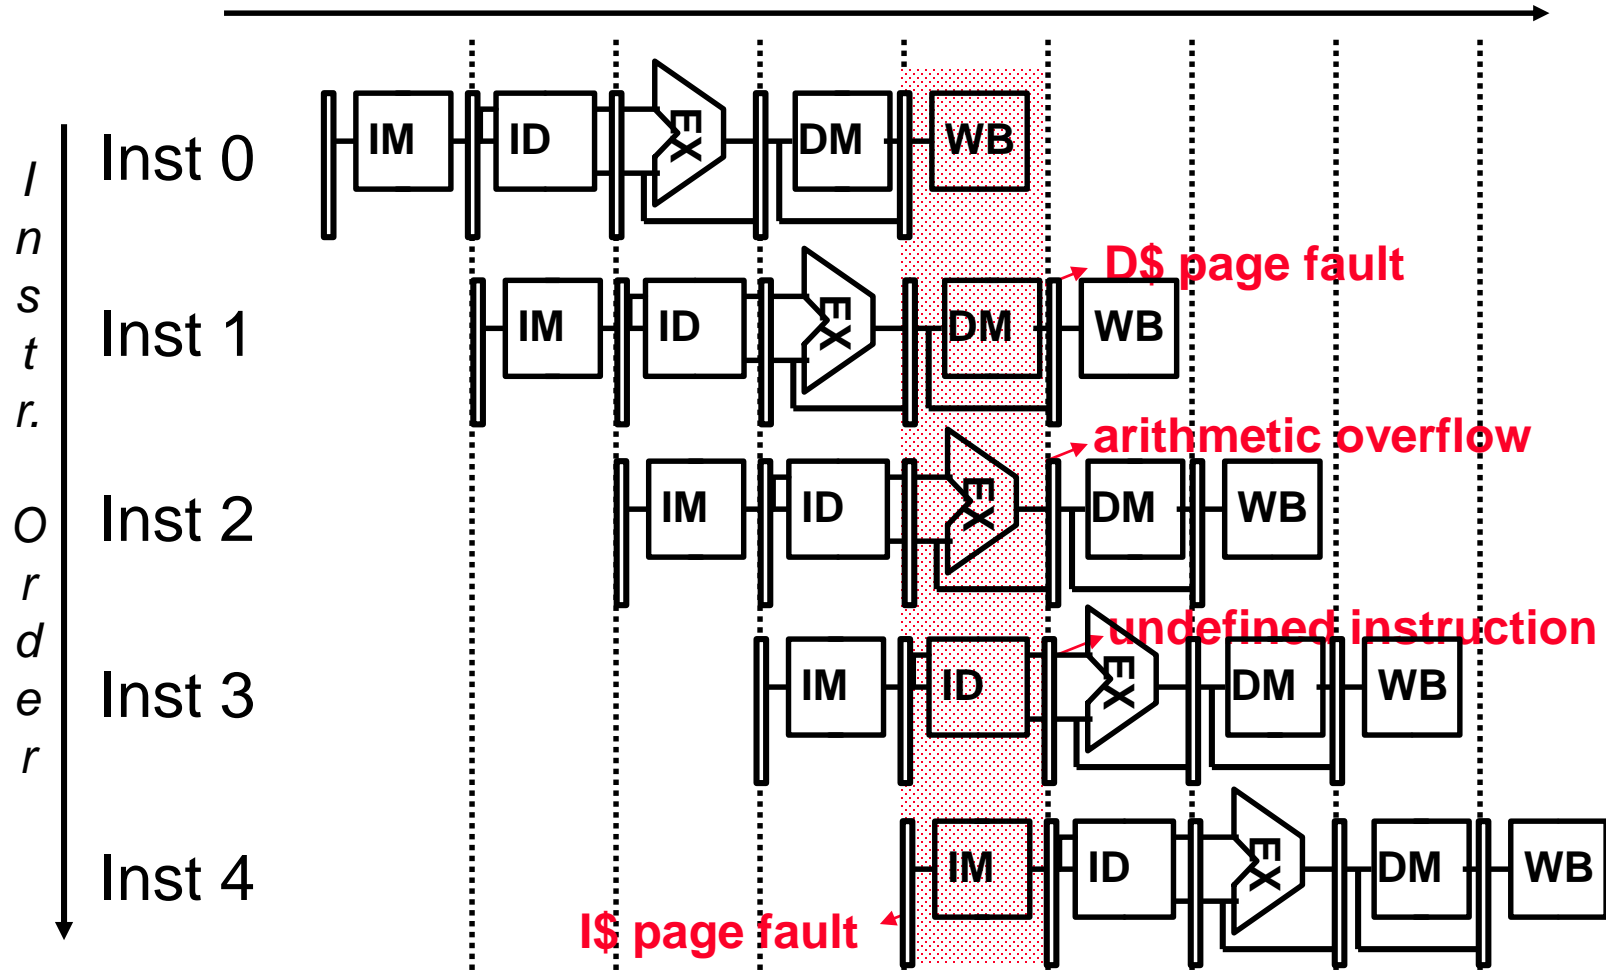 Instr. Order
Inst 0
IM ID EX DM WB
D$ page fault
Inst 1
IM ID EX DM WB
arithmetic overflow
Inst 2
IM ID EX DM WB
undefined instruction
Inst 3
IM ID EX DM WB
Inst 4
IM ID EX DM WB
I$ page fault